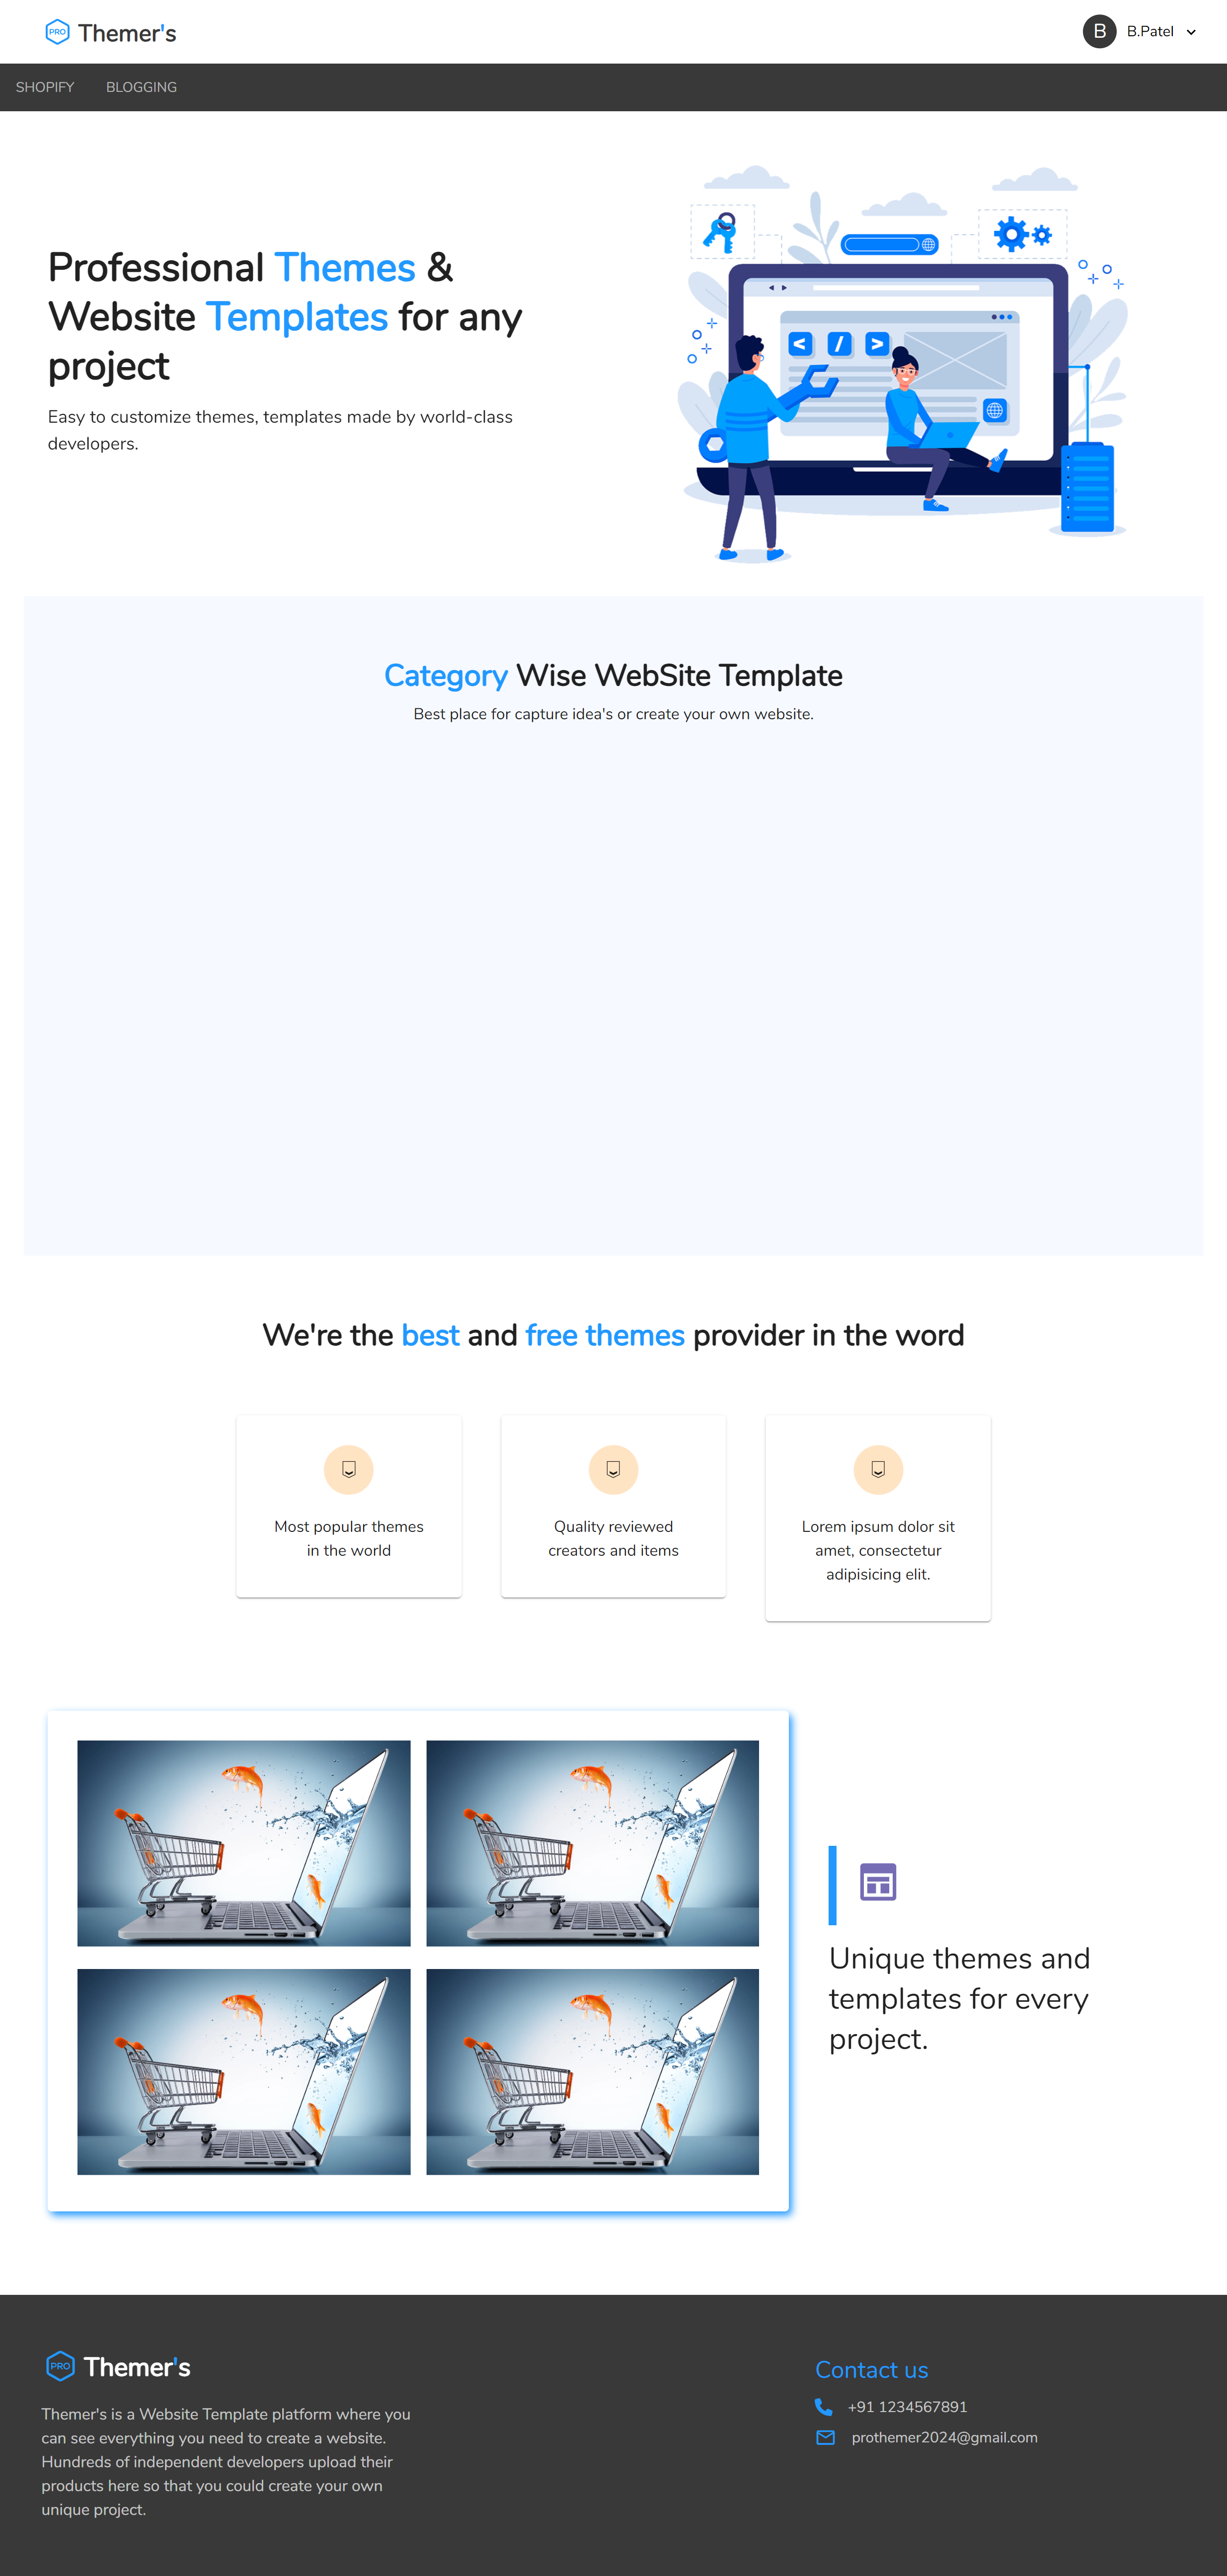 PRO Themer's
B B.Patel
SHOPIFY BLOGGING
Professional Themes &
Website Templates for any
project
Easy to customize themes, templates made by world-class
developers.
< / >
Category Wise WebSite Template
Best place for capture idea's or create your own website.
We're the best and free themes provider in the word
Most popular themes
in the world
Quality reviewed
creators and items
Lorem ipsum dolor sit
amet, consectetur
adipisicing elit.
Unique themes and
templates for every
project.
PRO Themer's
Themer's is a Website Template platform where you
can see everything you need to create a website.
Hundreds of independent developers upload their
products here so that you could create your own
unique project.
Contact us
+91 1234567891
prothemer2024@gmail.com